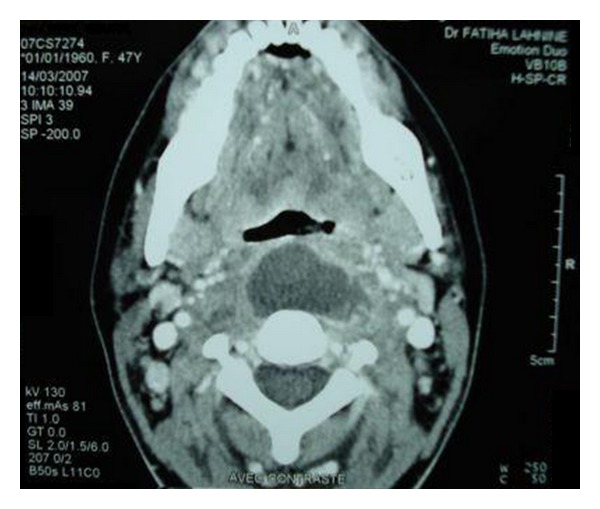 A
07CS7274
*01/01/1960, F, 47Y
14/03/2007
10:10:10.94
3 IMA 39
SPI 3
SP -200.0
Dr FATIHA LAHNINE
Emotion Duo
VB10B
H-SP-CR
R
5cm
kV 130
eff.mAs 81
TI 1.0
GT 0.0
SL 2.0/1.5/6.0
207 0/2
B50s L11C0
AVEC CONTRASTE
W 250
C 50